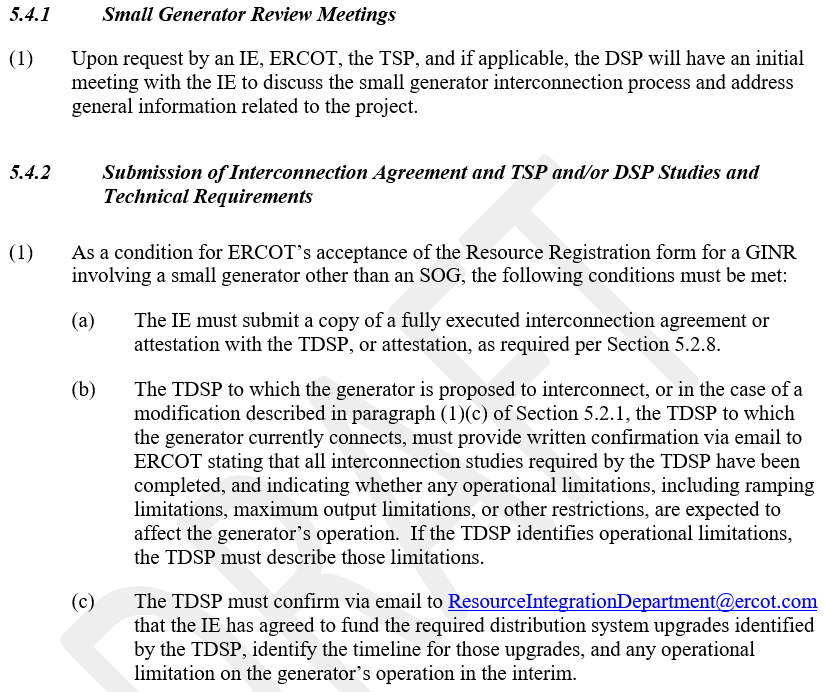 5.4.1 Small Generator Review Meetings
(1) Upon request by an IE, ERCOT, the TSP, and if applicable, the DSP will have an initial
meeting with the IE to discuss the small generator interconnection process and address
general information related to the project.
5.4.2 Submission of Interconnection Agreement and TSP and/or DSP Studies and
Technical Requirements
(1) As a condition for ERCOT’s acceptance of the Resource Registration form for a GINR
involving a small generator other than an SOG, the following conditions must be met:
(a) The IE must submit a copy of a fully executed interconnection agreement or
attestation with the TDSP, or attestation, as required per Section 5.2.8.
(b) The TDSP to which the generator is proposed to interconnect, or in the case of a
modification described in paragraph (1)(c) of Section 5.2.1, the TDSP to which
the generator currently connects, must provide written confirmation via email to
ERCOT stating that all interconnection studies required by the TDSP have been
completed, and indicating whether any operational limitations, including ramping
limitations, maximum output limitations, or other restrictions, are expected to
affect the generator’s operation.  If the TDSP identifies operational limitations,
the TDSP must describe those limitations.
(c) The TDSP must confirm via email to ResourceIntegrationDepartment@ercot.com
that the IE has agreed to fund the required distribution system upgrades identified
by the TDSP, identify the timeline for those upgrades, and any operational
limitation on the generator’s operation in the interim.
DRAFT